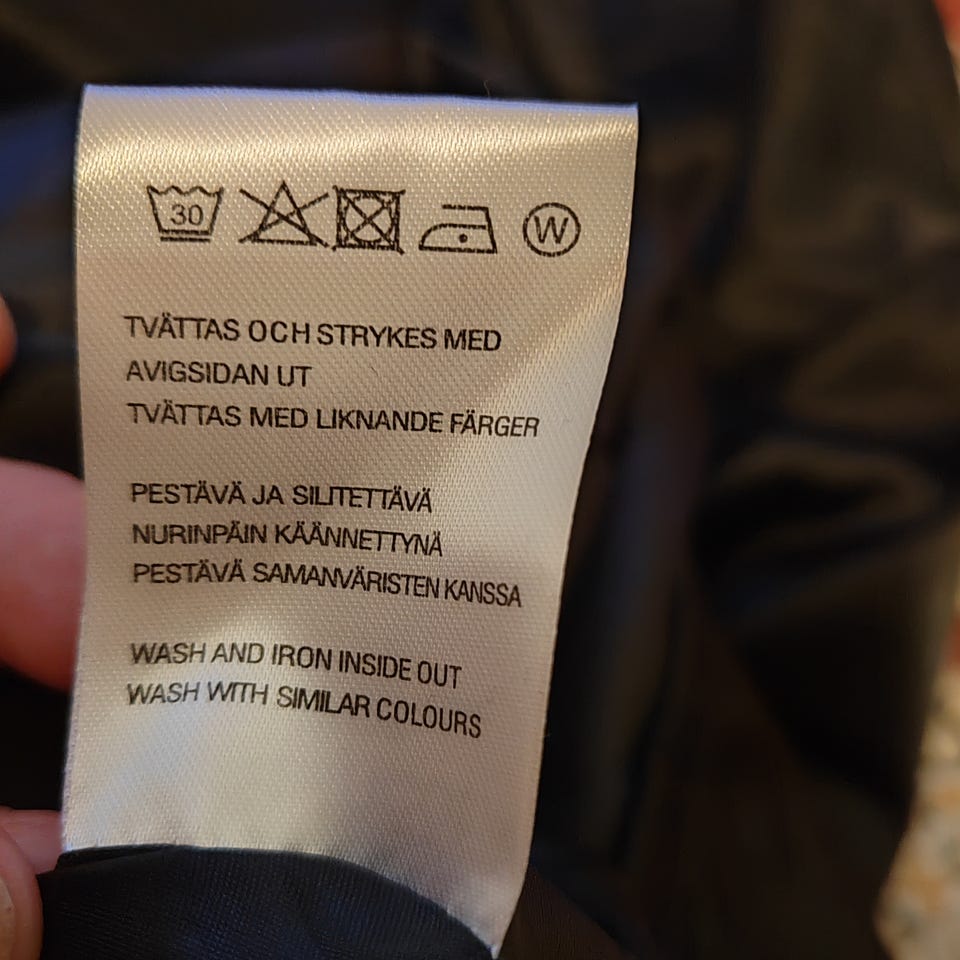 30 W
TVÄTTAS OCH STRYKES MED
AVIGSIDAN UT
TVÄTTAS MED LIKNANDE FÄRGER
PESTÄVÄ JA SILITETTÄVÄ
NURINPÄIN KÄÄNNETTYNÄ
PESTÄVÄ SAMANVÄRISTEN KANSSA
WASH AND IRON INSIDE OUT
WASH WITH SIMILAR COLOURS